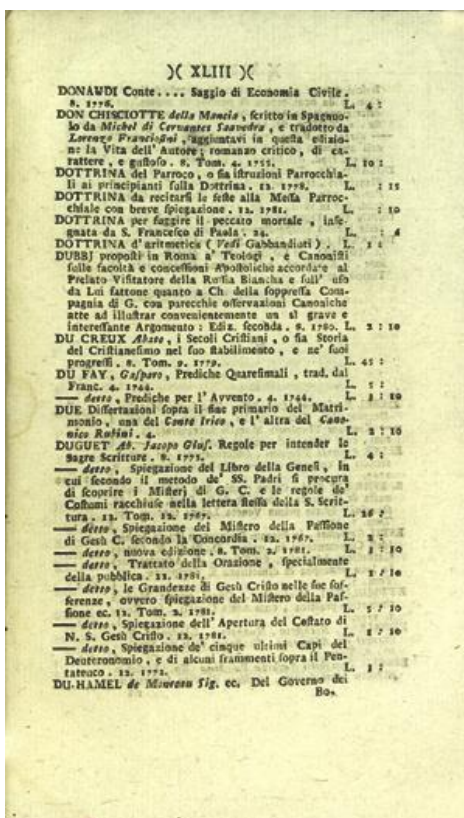 )( XLIII )(
DONAUDI Conte.... Saggio di Economia Civile.
8. 1776. L. 4:
DON CHISCIOTTE della Mancia, scritto in Spagnuo-
lo da Michel di Cervantes Saavedra, e tradotto da
Lorenzo Franciosini, aggiuntavi in questa edizio-
ne la Vita dell' Autore; romanzo critico, di ca-
rattere, e gustoso. 8. Tom. 4. 1755. L. 10:
DOTTRINA del Parroco, o sia istruzioni Parrocchia-
li ai principianti sulla Dottrina. 12. 1778. L. : 15
DOTTRINA da recitarsi le feste alla Messa Parroc-
chiale con breve spiegazione. 12. 1781. L. : 10
DOTTRINA per fuggire il peccato mortale, inse-
gnata da S. Francesco di Paola. 24. L. : 6
DOTTRINA d'aritmetica (Vedi Gabbandiati). L. 1:
DUBBJ proposti in Roma a' Teologi, e Canonisti
sulle facoltà e concessioni Apostoliche accordate al
Prelato Visitatore della Russia Bianca e sull' uso
da Lui fattone quanto a Ch. della soppressa Com-
pagnia di G. con parecchie osservazioni Canoniche
atte ad illustrar convenientemente un sì grave e
interessante Argomento: Ediz. seconda. 8. 1780. L. 2: 10
DU CREUX Abate, i Secoli Cristiani, o sia Storia
del Cristianesimo nel suo stabilimento, e ne' suoi
progressi. 8. Tom. 9. 1779. L. 45:
DU FAY, Gasparo, Prediche Quaresimali, trad. dal
Franc. 4. 1744. L. 5:
— detto, Prediche per l'Avvento. 4. 1744. L. 3: 10
DUE Dissertazioni sopra il fine primario del Matri-
monio, una del Conte Irico, e l' altra del Cano-
nico Rubini. 4. L. 2: 10
DUGUET Ab. Jacopo Gius. Regole per intender le
Sagre Scritture. 8. 1775. L. 4:
— detto, Spiegazione del Libro della Genesi, in
cui secondo il metodo de' SS. Padri si procura
di scoprire i Misterj di G. C. e le regole de'
Costumi racchiuse nella lettera stessa della S. Scrit-
tura. 12. Tom. 12. 1767. L. 26:
— detto, Spiegazione del Mistero della Passione
di Gesù C. secondo la Concordia. 12. 1767. L. 2:
— detto, nuova edizione. 8. Tom. 2. 1781. L. 3: 10
— detto, Trattato della Orazione, specialmente
della pubblica. 12. 1781. L. 1: 10
— detto, le Grandezze di Gesù Cristo nelle sue sof-
ferenze, ovvero spiegazione del Mistero della Pas-
sione ec. 12. Tom. 2. 1781. L. 5: 10
— detto, Spiegazione dell' Apertura del Costato di
N. S. Gesù Cristo. 12. 1781. L. 1: 10
— detto, Spiegazione de' cinque ultimi Capi del
Deuteronomio, e di alcuni frammenti sopra il Pen-
tateuco. 12. 1772. L. 3:
DU-HAMEL de Monceau Sig. ec. Del Governo dei
Bo-